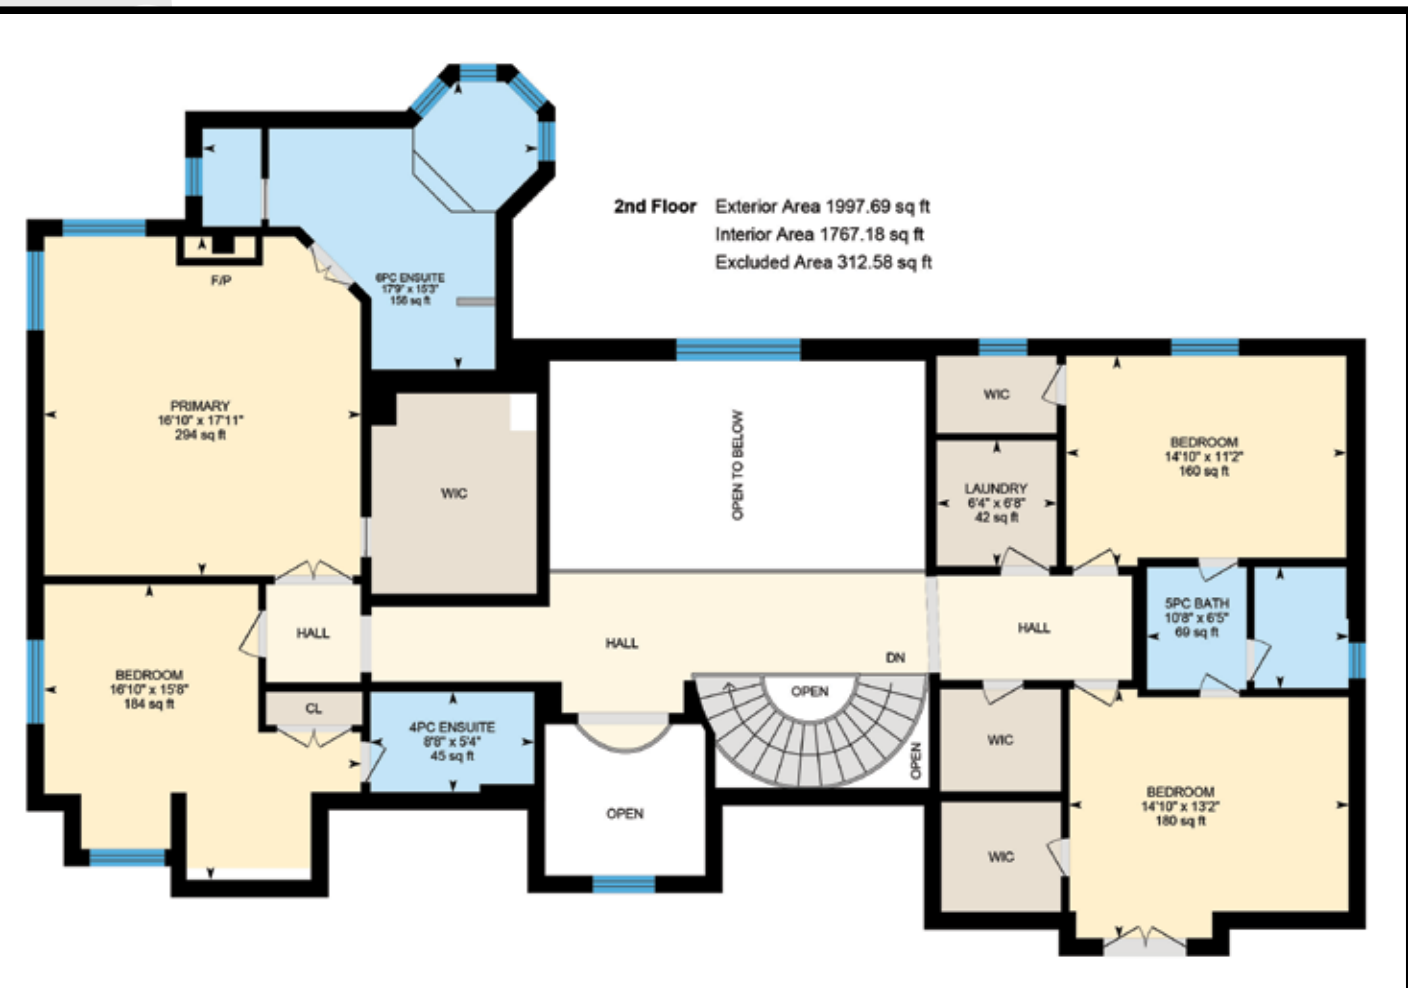 2nd Floor Exterior Area 1997.69 sq ft
Interior Area 1767.18 sq ft
Excluded Area 312.58 sq ft
F/P
6PC ENSUITE
17'9" x 15'3"
156 sq ft
PRIMARY
16'10" x 17'11"
294 sq ft
WIC
OPEN TO BELOW
WIC
BEDROOM
14'10" x 11'2"
160 sq ft
LAUNDRY
6'4" x 6'8"
42 sq ft
HALL
HALL
DN
HALL
5PC BATH
10'8" x 6'5"
69 sq ft
BEDROOM
16'10" x 15'8"
184 sq ft
CL
4PC ENSUITE
8'8" x 5'4"
45 sq ft
OPEN
OPEN
OPEN
WIC
WIC
BEDROOM
14'10" x 13'2"
180 sq ft